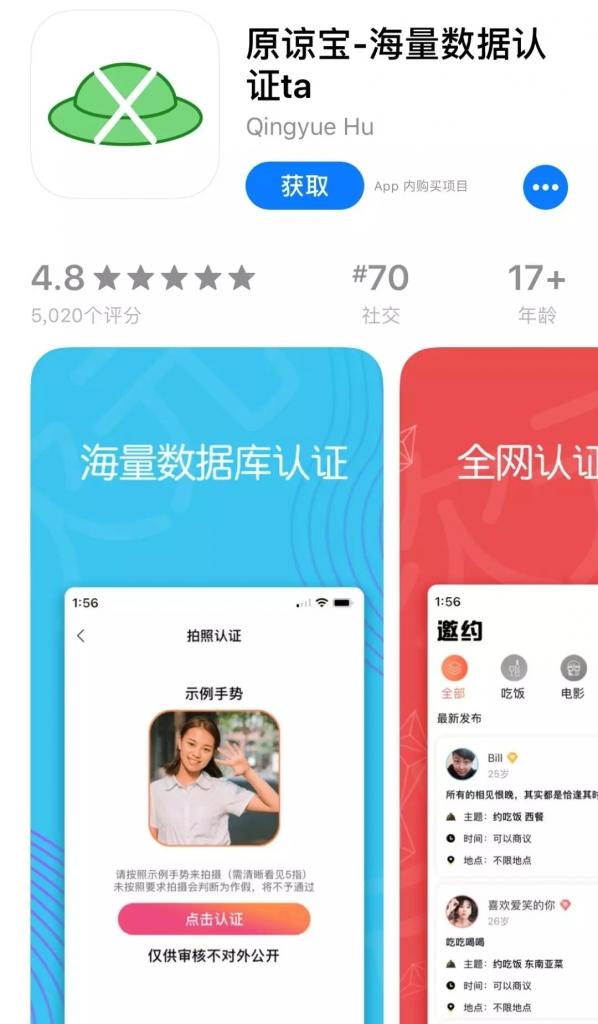 原谅宝-海量数据认
证ta
Qingyue Hu
获取
App 内购买项目
4.8
#70
17+
5,020个评分
社交
年龄
海量数据库认证
全网认证
1:56
拍照认证
示例手势
请按照示例手势来拍摄（需清晰看见5指）
未按照要求拍摄会判断为作假，将不予通过
点击认证
仅供审核不对外公开
1:56
邀约
全部
吃饭
电影
最新发布
Bill
25岁
所有的相见恨晚，其实都是恰逢其时
主题：约吃饭 西餐
时间：可以商议
地点：不限地点
喜欢爱笑的你
26岁
吃吃喝喝
主题：约吃饭 东南亚菜
时间：可以商议
地点：不限地点